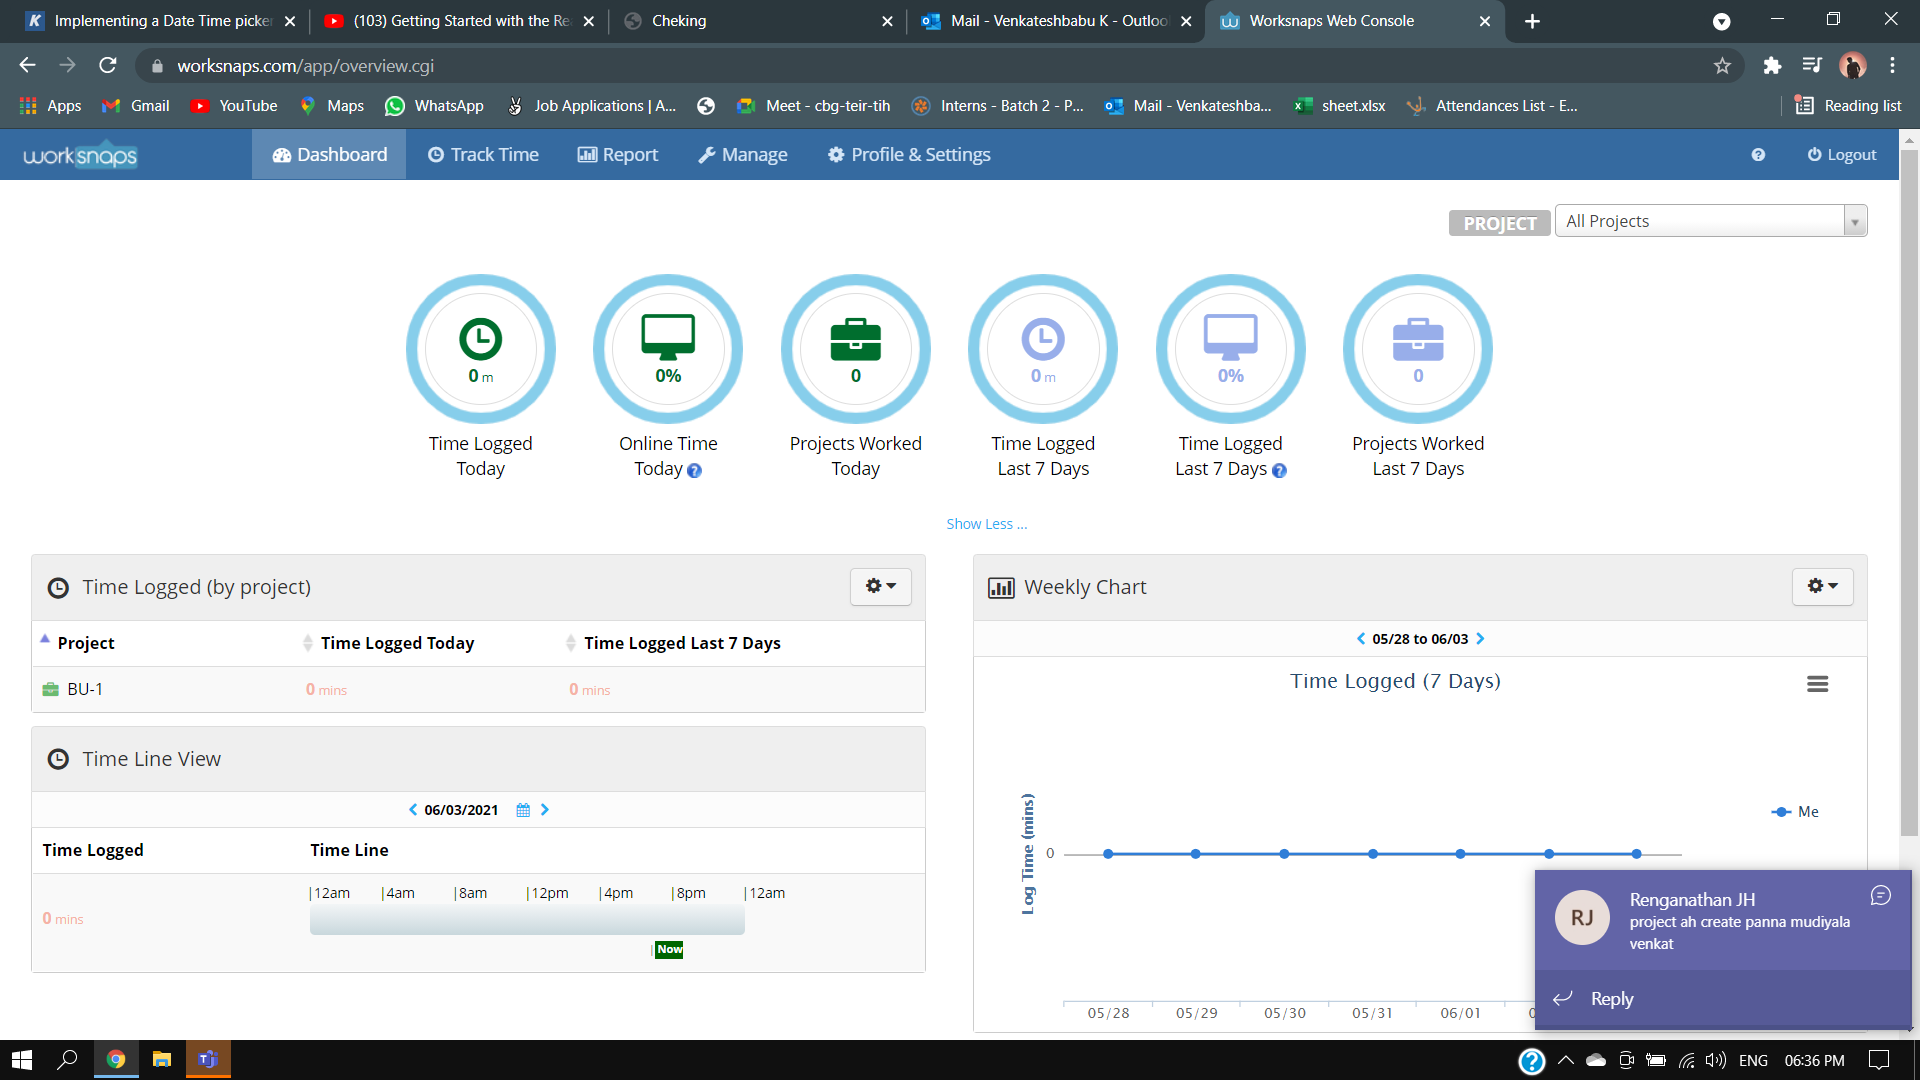 Implementing a Date Time picker
(103) Getting Started with the Re
Cheking
Mail - Venkateshbabu K - Outloo
Worksnaps Web Console
worksnaps.com/app/overview.cgi
Apps
Gmail
YouTube
Maps
WhatsApp
Job Applications | A...
Meet - cbg-teir-tih
Interns - Batch 2 - P...
Mail - Venkateshba...
sheet.xlsx
Attendances List - E...
Reading list
worksnaps
Dashboard
Track Time
Report
Manage
Profile & Settings
Logout
PROJECT
All Projects
0 m
0%
0
0 m
0%
0
Time Logged
Today
Online Time
Today
Projects Worked
Today
Time Logged
Last 7 Days
Time Logged
Last 7 Days
Projects Worked
Last 7 Days
Show Less ...
Time Logged (by project)
Project
Time Logged Today
Time Logged Last 7 Days
BU-1
0 mins
0 mins
Time Line View
06/03/2021
Time Logged
Time Line
|12am |4am |8am |12pm |4pm |8pm |12am
0 mins
Now
Weekly Chart
05/28 to 06/03
Time Logged (7 Days)
Log Time (mins)
0
Me
05/28 05/29 05/30 05/31 06/01 0
RJ
Renganathan JH
project ah create panna mudiyala
venkat
Reply
ENG
06:36 PM